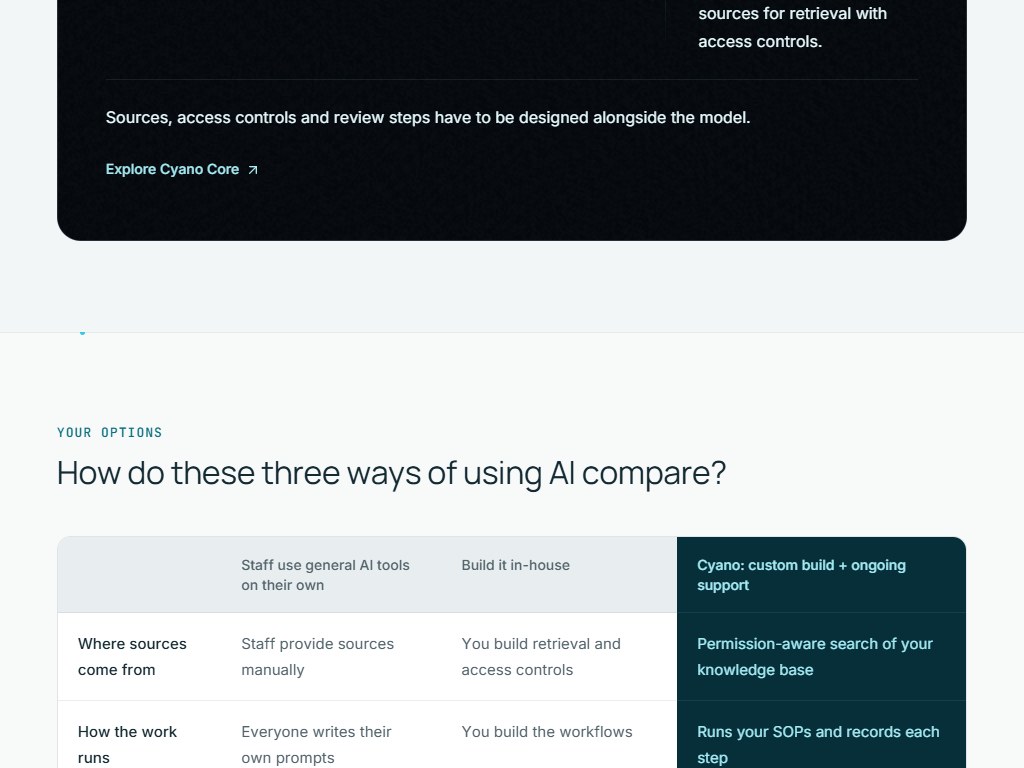 sources for retrieval with
access controls.
Sources, access controls and review steps have to be designed alongside the model.
Explore Cyano Core
YOUR OPTIONS
How do these three ways of using AI compare?
Staff use general AI tools
on their own
Build it in-house
Cyano: custom build + ongoing
support
Where sources
come from
Staff provide sources
manually
You build retrieval and
access controls
Permission-aware search of your
knowledge base
How the work
runs
Everyone writes their
own prompts
You build the workflows
Runs your SOPs and records each
step